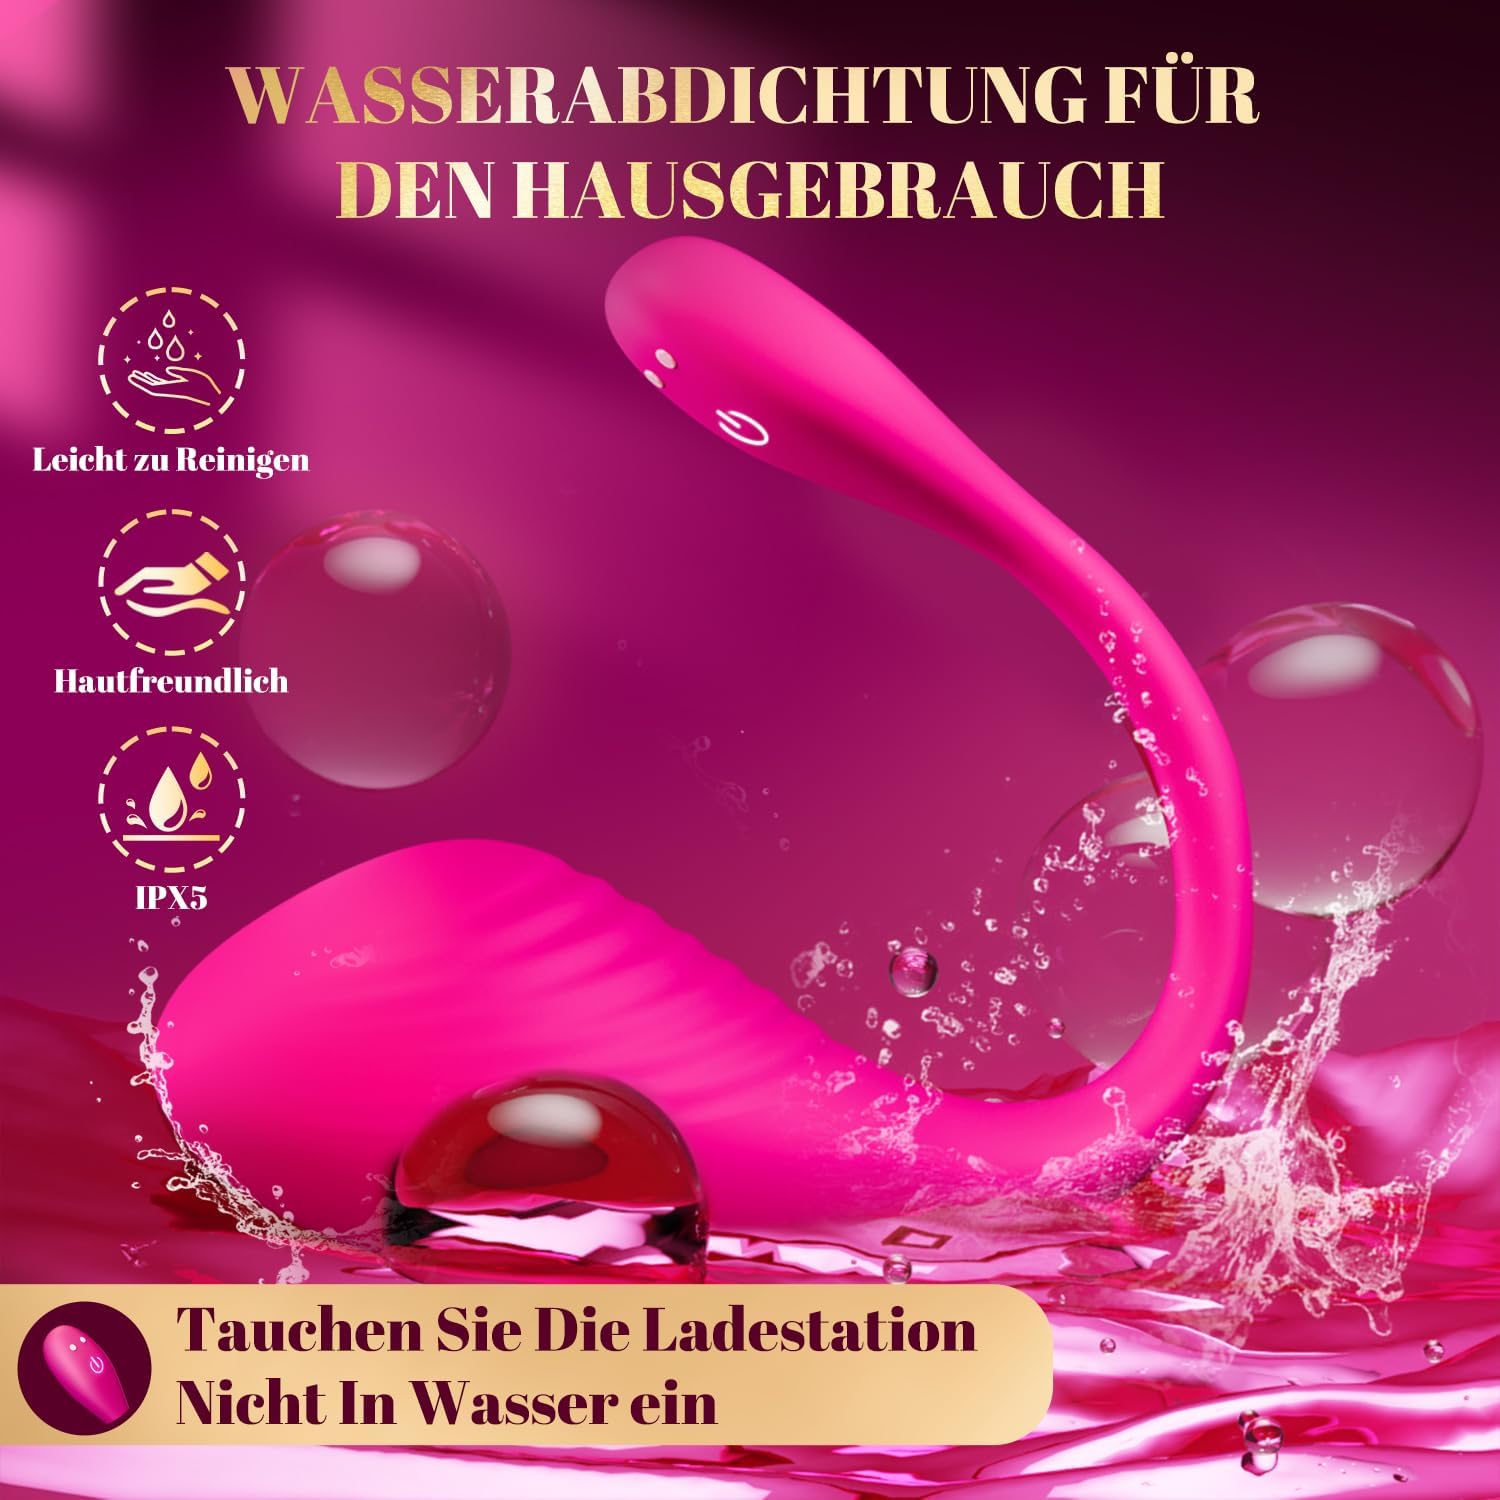 WASSERABDICHTUNG FÜR
DEN HAUSGEBRAUCH
Leicht zu Reinigen
Hautfreundlich
IPX5
Tauchen Sie Die Ladestation
Nicht In Wasser ein